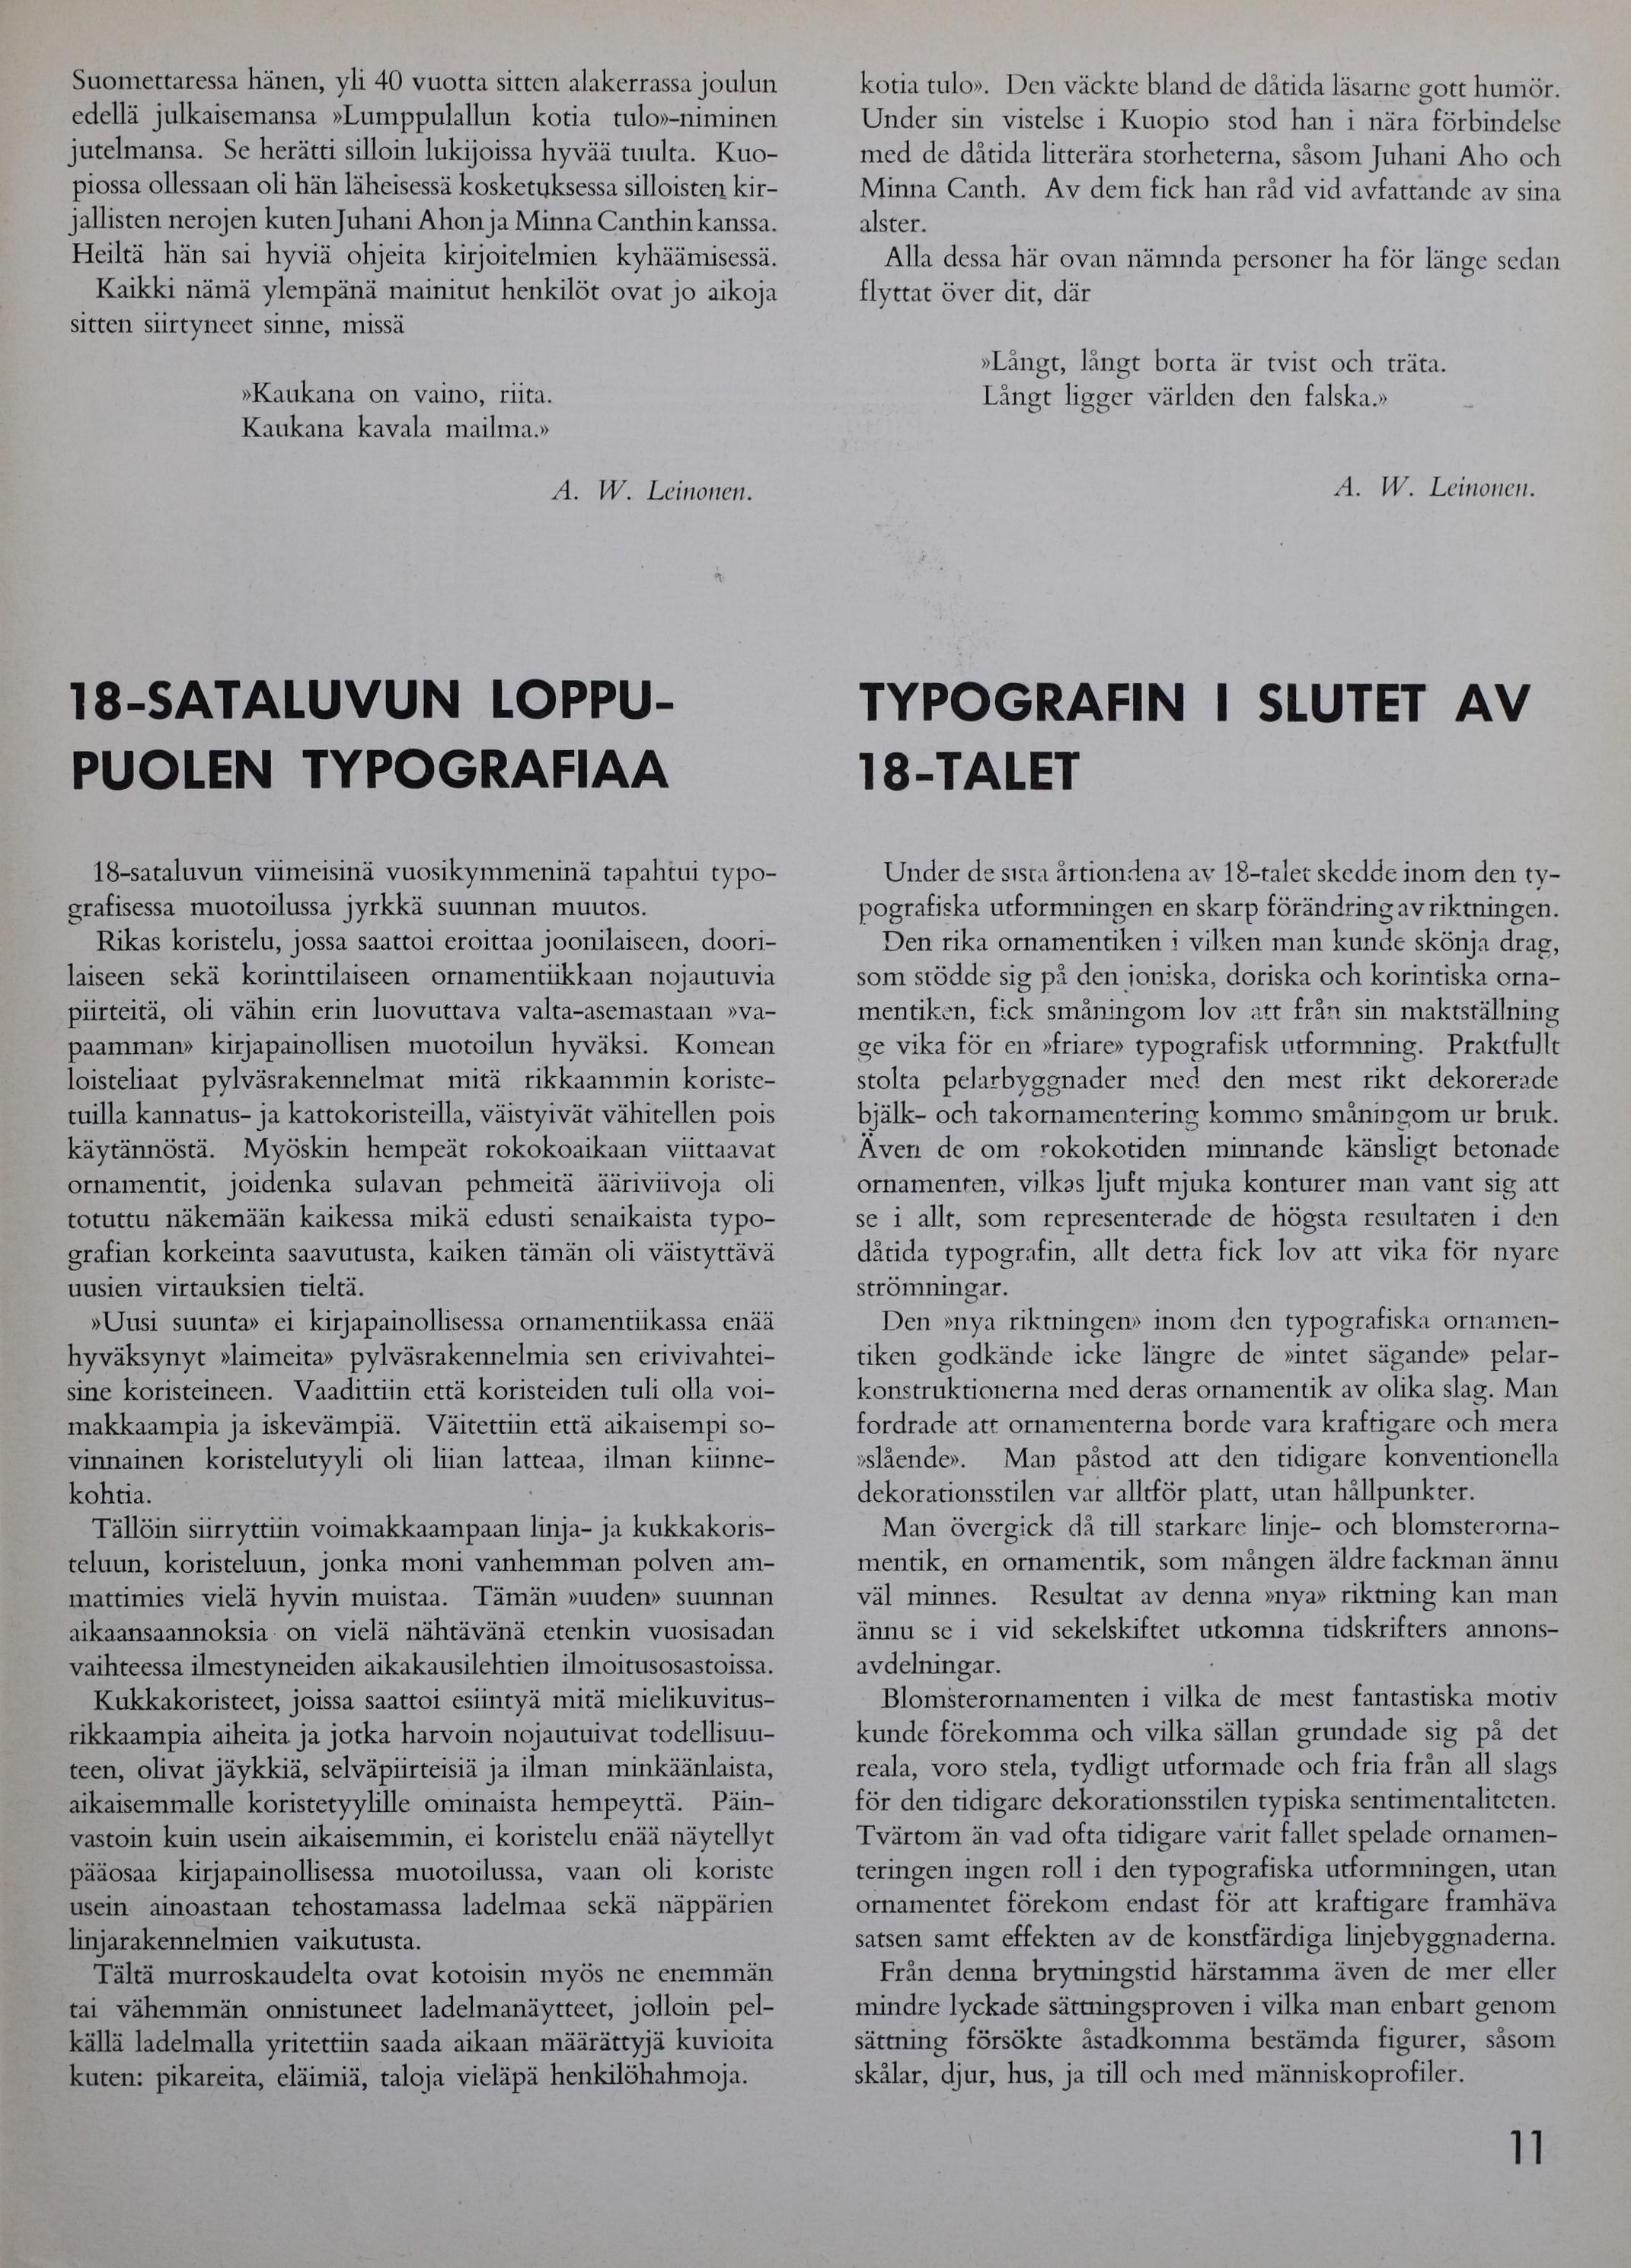 Suomettaressa hänen, yli 40 vuotta sitten alakerrassa joulun
edellä julkaisemansa »Lumppulallun kotia tulo»-niminen
jutelmansa. Se herätti silloin lukijoissa hyvää tuulta. Kuo-
piossa ollessaan oli hän läheisessä kosketuksessa silloisten kir-
jallisten nerojen kuten Juhani Ahon ja Minna Canthin kanssa.
Heiltä hän sai hyviä ohjeita kirjoitelmien kyhäämisessä.
Kaikki nämä ylempänä mainitut henkilöt ovat jo aikoja
sitten siirtyneet sinne, missä
»Kaukana on vaino, riita.
Kaukana kavala mailma.»
A. W. Leinonen.
18-SATALUVUN LOPPU-
PUOLEN TYPOGRAFIAA
18-sataluvun viimeisinä vuosikymmeninä tapahtui typo-
grafisessa muotoilussa jyrkkä suunnan muutos.
Rikas koristelu, jossa saattoi eroittaa joonilaiseen, doori-
laiseen sekä korinttilaiseen ornamentiikkaan nojautuvia
piirteitä, oli vähin erin luovuttava valta-asemastaan »va-
paamman» kirjapainollisen muotoilun hyväksi. Komean
loisteliaat pylväsrakennelmat mitä rikkaammin koriste-
tuilla kannatus- ja kattokoristeilla, väistyivät vähitellen pois
käytännöstä. Myöskin hempeät rokokoaikaan viittaavat
ornamentit, joidenka sulavan pehmeitä ääriviivoja oli
totuttu näkemään kaikessa mikä edusti senaikaista typo-
grafian korkeinta saavutusta, kaiken tämän oli väistyttävä
uusien virtauksien tieltä.
»Uusi suunta» ei kirjapainollisessa ornamentiikassa enää
hyväksynyt »laimeita» pylväsrakennelmia sen erivivahtei-
sine koristeineen. Vaadittiin että koristeiden tuli olla voi-
makkaampia ja iskevämpiä. Väitettiin että aikaisempi so-
vinnainen koristelutyyli oli liian latteaa, ilman kiinne-
kohtia.
Tällöin siirryttiin voimakkaampaan linja- ja kukkakoris-
teluun, koristeluun, jonka moni vanhemman polven am-
mattimies vielä hyvin muistaa. Tämän »uuden» suunnan
aikaansaannoksia on vielä nähtävänä etenkin vuosisadan
vaihteessa ilmestyneiden aikakausilehtien ilmoitusosastoissa.
Kukkakoristeet, joissa saattoi esiintyä mitä mielikuvitus-
rikkaampia aiheita ja jotka harvoin nojautuivat todellisuu-
teen, olivat jäykkiä, selväpiirteisiä ja ilman minkäänlaista,
aikaisemmalle koristetyylille ominaista hempeyttä. Päin-
vastoin kuin usein aikaisemmin, ei koristelu enää näytellyt
pääosaa kirjapainollisessa muotoilussa, vaan oli koriste
usein ainoastaan tehostamassa ladelmaa sekä näppärien
linjarakennelmien vaikutusta.
Tältä murroskaudelta ovat kotoisin myös ne enemmän
tai vähemmän onnistuneet ladelmanäytteet, jolloin pel-
källä ladelmalla yritettiin saada aikaan määrättyjä kuvioita
kuten: pikareita, eläimiä, taloja vieläpä henkilöhahmoja.
kotia tulo». Den väckte bland de dåtida läsarne gott humör.
Under sin vistelse i Kuopio stod han i nära förbindelse
med de dåtida litterära storheterna, såsom Juhani Aho och
Minna Canth. Av dem fick han råd vid avfattande av sina
alster.
Alla dessa här ovan nämnda personer ha för länge sedan
flyttat över dit, där
»Långt, långt borta är tvist och träta.
Långt ligger världen den falska.»
A. W. Leinonen.
TYPOGRAFIN I SLUTET AV
18-TALET
Under de sista årtiondena av 18-talet skedde inom den ty-
pografiska utformningen en skarp förändring av riktningen.
Den rika ornamentiken i vilken man kunde skönja drag,
som stödde sig på den joniska, doriska och korintiska orna-
mentiken, fick småningom lov att från sin maktställning
ge vika för en »friare» typografisk utformning. Praktfullt
stolta pelarbyggnader med den mest rikt dekorerade
bjälk- och takornamentering kommo småningom ur bruk.
Även de om rokokotiden minnande känsligt betonade
ornamenten, vilkas ljuft mjuka konturer man vant sig att
se i allt, som representerade de högsta resultaten i den
dåtida typografin, allt detta fick lov att vika för nyare
strömningar.
Den »nya riktningen» inom den typografiska ornamen-
tiken godkände icke längre de »intet sägande» pelar-
konstruktionerna med deras ornamentik av olika slag. Man
fordrade att ornamenterna borde vara kraftigare och mera
»slående». Man påstod att den tidigare konventionella
dekorationsstilen var alltför platt, utan hållpunkter.
Man övergick då till starkare linje- och blomsterorna-
mentik, en ornamentik, som mången äldre fackman ännu
väl minnes. Resultat av denna »nya» riktning kan man
ännu se i vid sekelskiftet utkomna tidskrifters annons-
avdelningar.
Blomsterornamenten i vilka de mest fantastiska motiv
kunde förekomma och vilka sällan grundade sig på det
reala, voro stela, tydligt utformade och fria från all slags
för den tidigare dekorationsstilen typiska sentimentaliteten.
Tvärtom än vad ofta tidigare varit fallet spelade ornamen-
teringen ingen roll i den typografiska utformningen, utan
ornamentet förekom endast för att kraftigare framhäva
satsen samt effekten av de konstfärdiga linjebyggnaderna.
Från denna brytningstid härstamma även de mer eller
mindre lyckade sättningsproven i vilka man enbart genom
sättning försökte åstadkomma bestämda figurer, såsom
skålar, djur, hus, ja till och med människoprofiler.
11